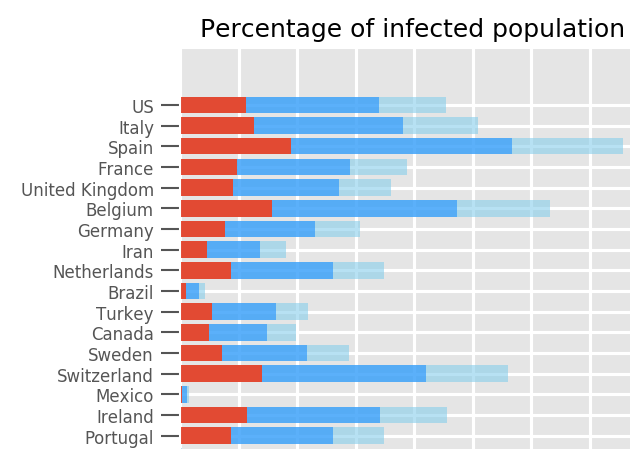 Percentage of infected population
US
Italy
Spain
France
United Kingdom
Belgium
Germany
Iran
Netherlands
Brazil
Turkey
Canada
Sweden
Switzerland
Mexico
Ireland
Portugal